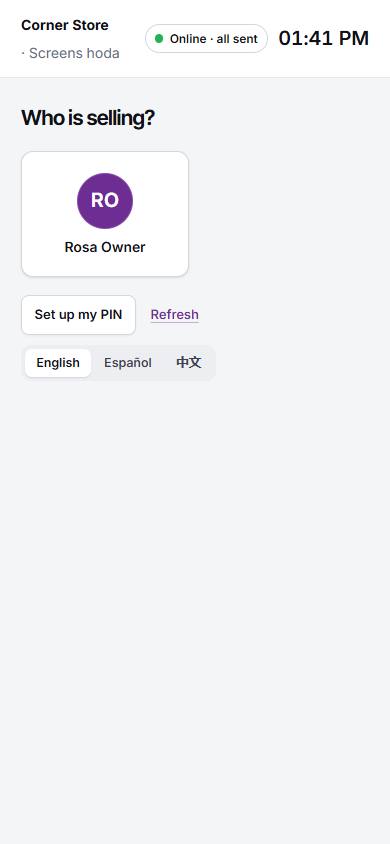 Corner Store
· Screens hoda
Online · all sent
01:41 PM
Who is selling?
RO
Rosa Owner
Set up my PIN
Refresh
English
Español
中文